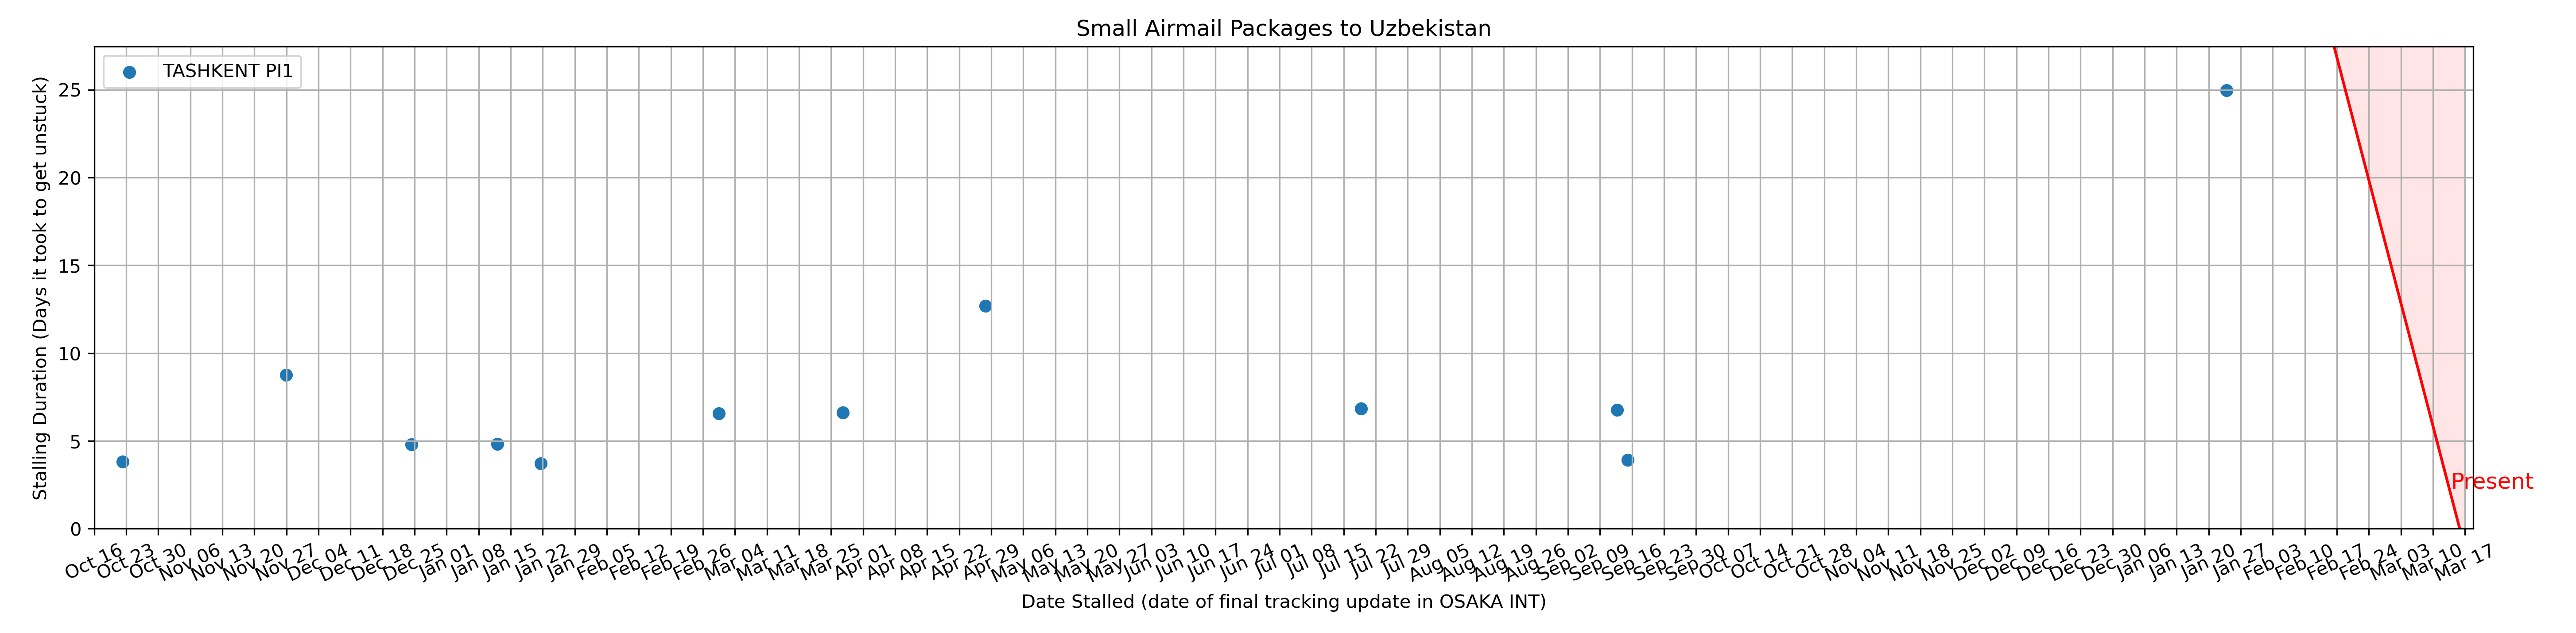 Small Airmail Packages to Uzbekistan
TASHKENT PI1
Stalling Duration (Days it took to get unstuck)
25
20
15
10
5
0
Oct 16 Oct 23 Oct 30 Nov 06 Nov 13 Nov 20 Nov 27 Dec 04 Dec 11 Dec 18 Dec 25 Jan 01 Jan 08 Jan 15 Jan 22 Jan 29 Feb 05 Feb 12 Feb 19 Feb 26 Mar 04 Mar 11 Mar 18 Mar 25 Apr 01 Apr 08 Apr 15 Apr 22 Apr 29 May 06 May 13 May 20 May 27 Jun 03 Jun 10 Jun 17 Jun 24 Jul 01 Jul 08 Jul 15 Jul 22 Jul 29 Aug 05 Aug 12 Aug 19 Aug 26 Sep 02 Sep 09 Sep 16 Sep 23 Sep 30 Oct 07 Oct 14 Oct 21 Oct 28 Nov 04 Nov 11 Nov 18 Nov 25 Dec 02 Dec 09 Dec 16 Dec 23 Dec 30 Jan 06 Jan 13 Jan 20 Jan 27 Feb 03 Feb 10 Feb 17 Feb 24 Mar 03 Mar 10 Mar 17
Present
Date Stalled (date of final tracking update in OSAKA INT)